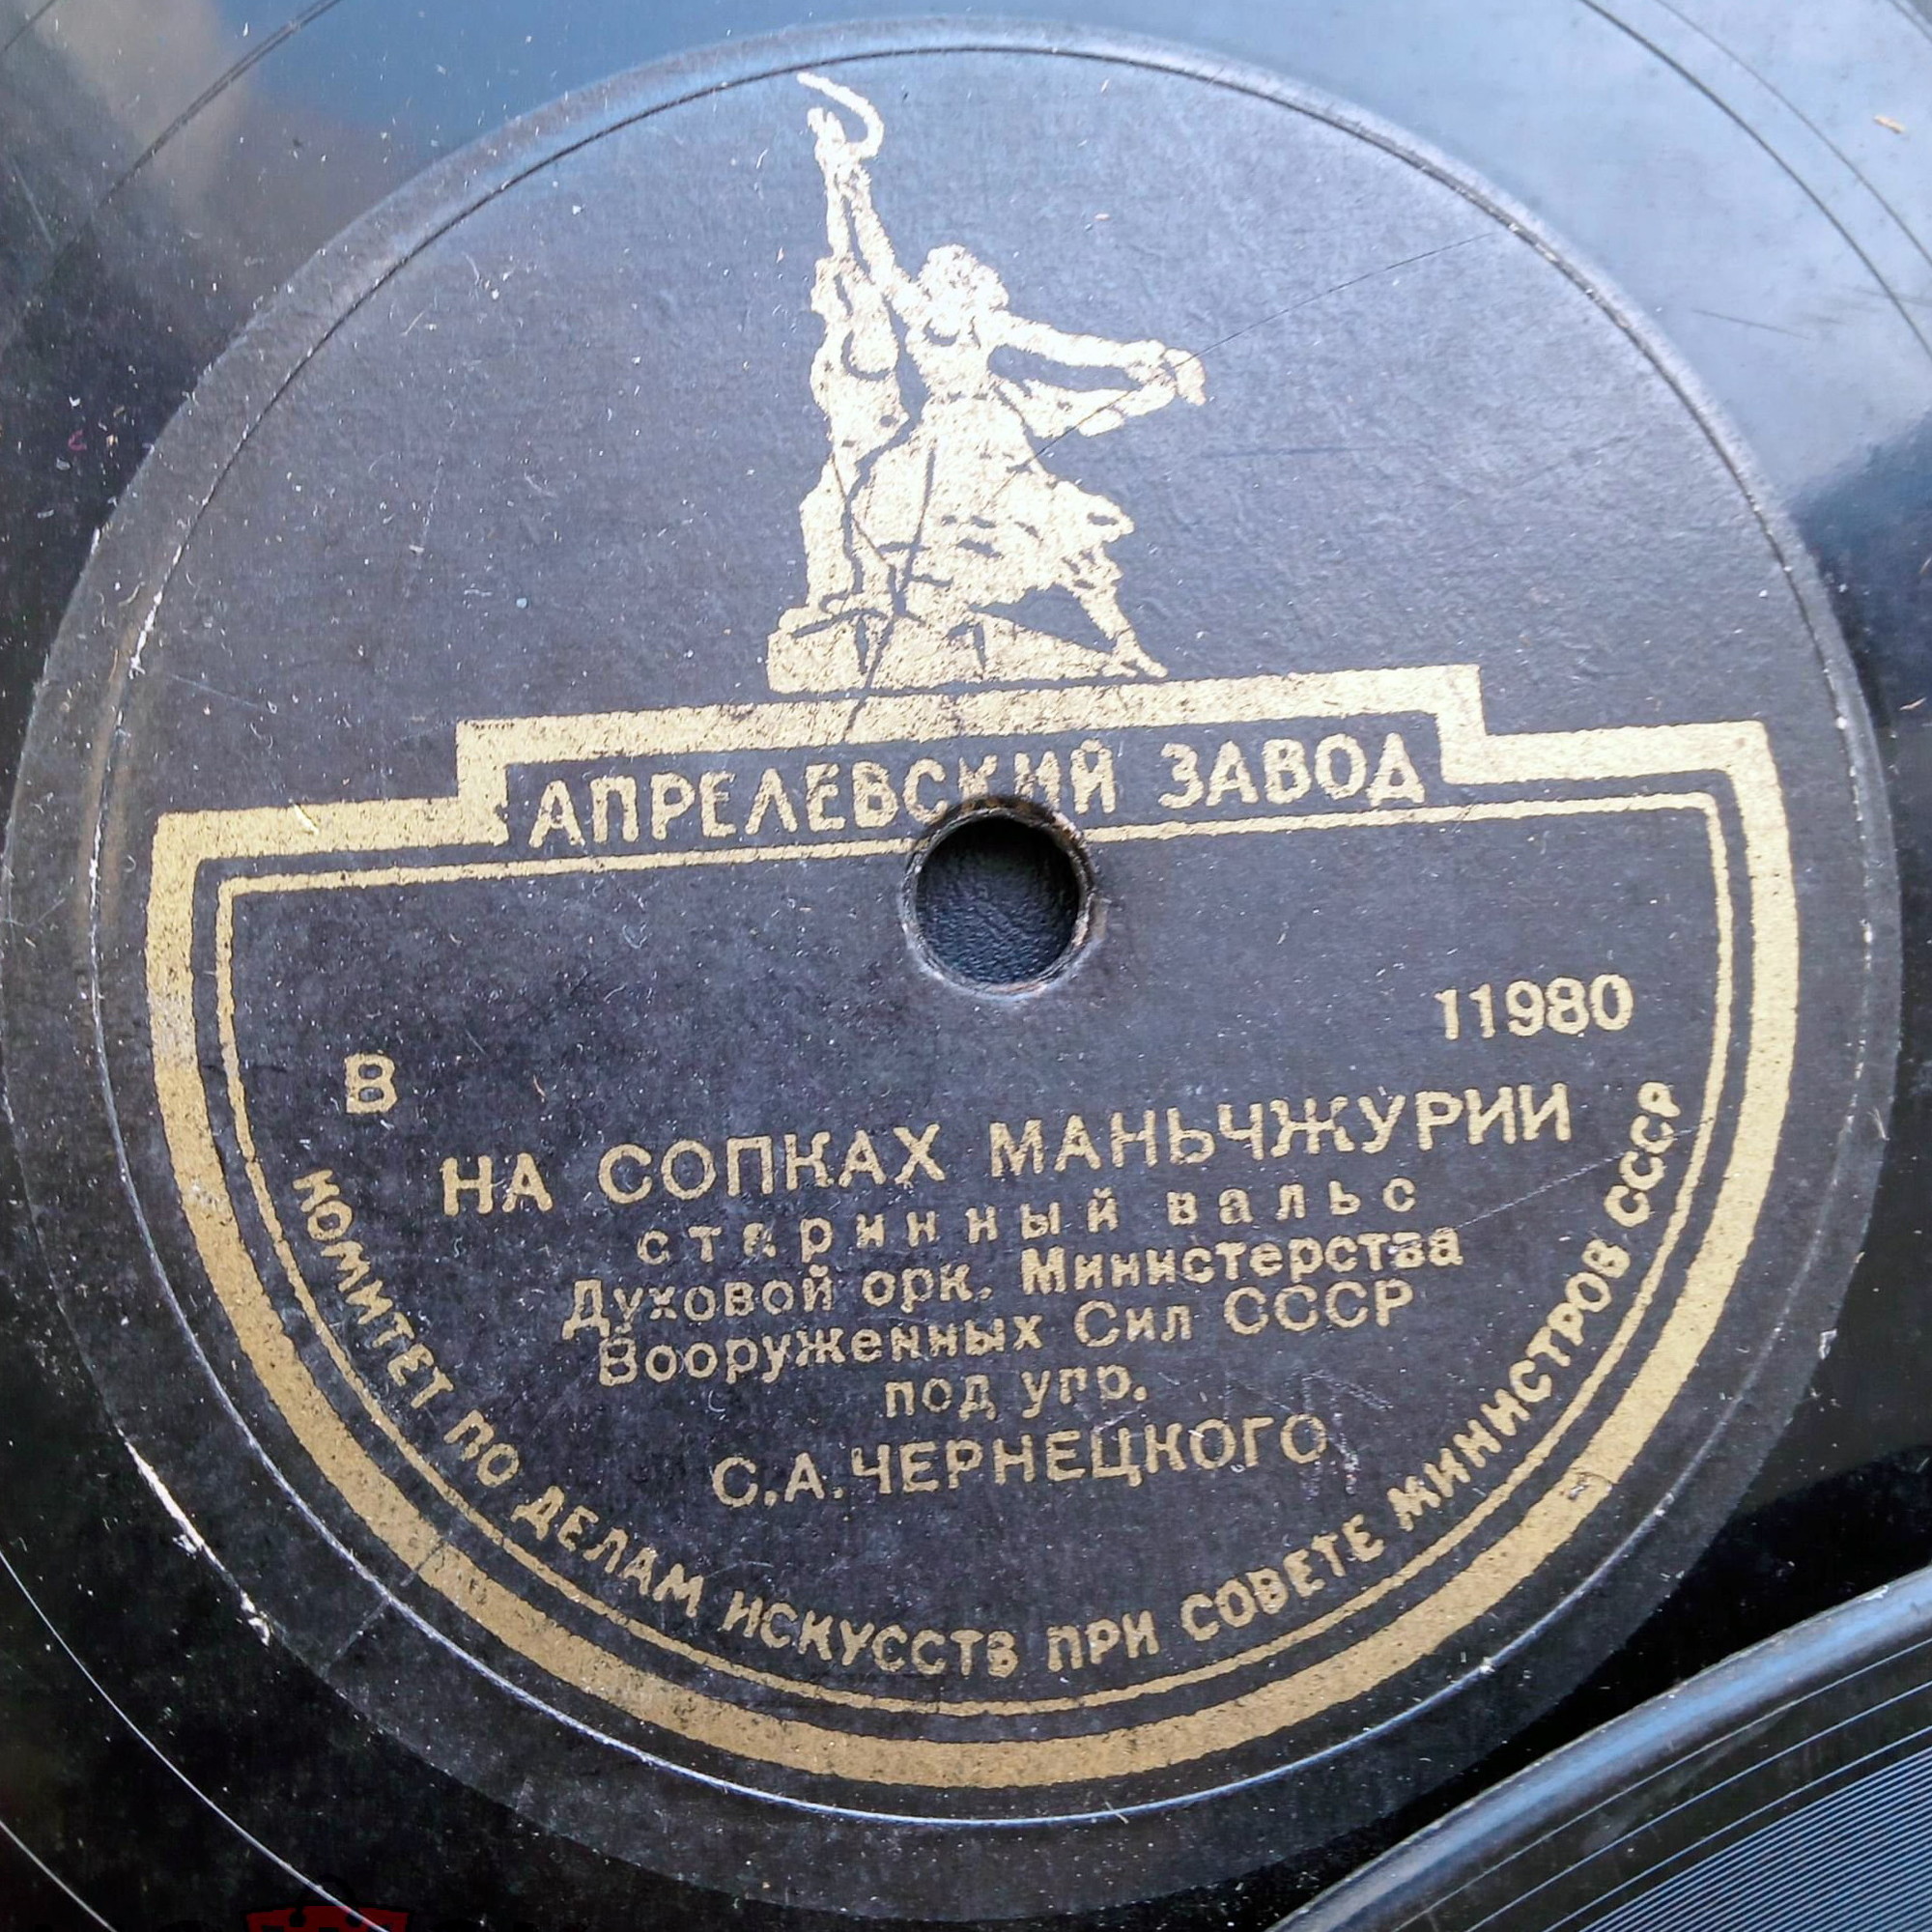 АПРЕЛЕВСКИЙ ЗАВОД
11980
В
НА СОПКАХ МАНЬЧЖУРИИ
старинный вальс
Духовой орк. Министерства
Вооруженных Сил СССР
под упр.
С.А.ЧЕРНЕЦКОГО
КОМИТЕТ ПО ДЕЛАМ ИСКУССТВ ПРИ СОВЕТЕ МИНИСТРОВ СССР